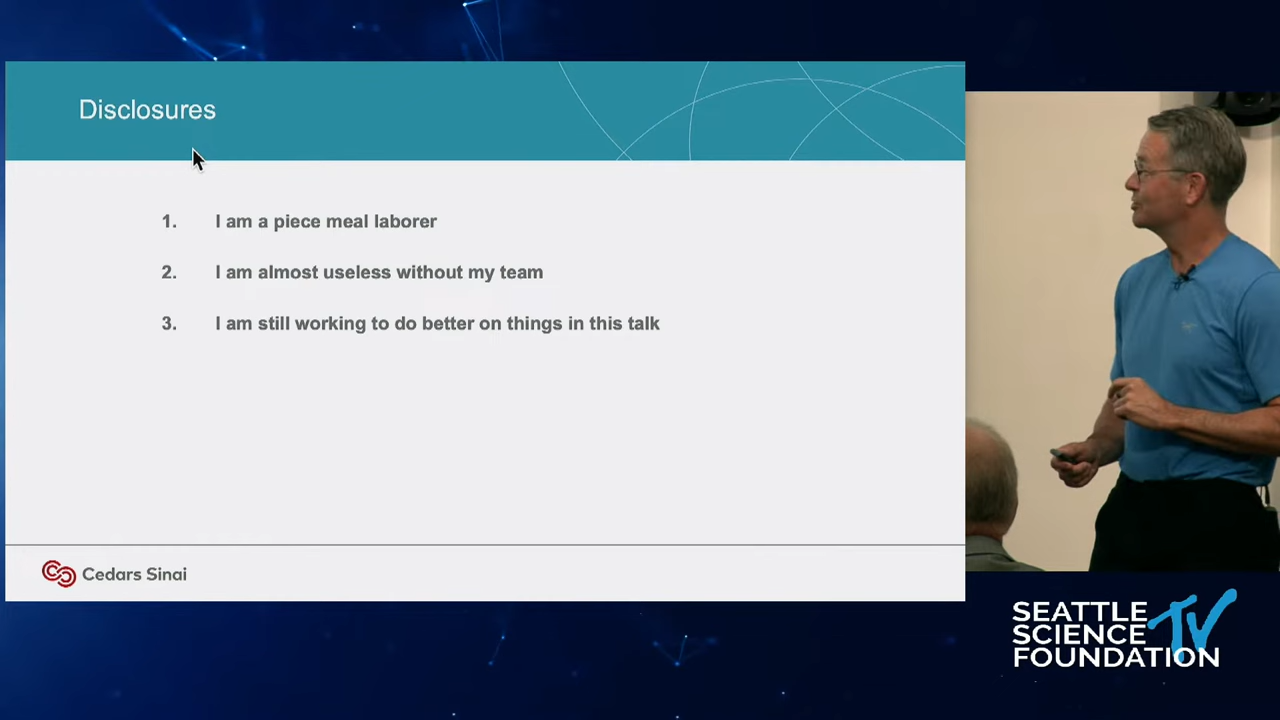 Disclosures
1. I am a piece meal laborer
2. I am almost useless without my team
3. I am still working to do better on things in this talk
Cedars Sinai
SEATTLE
SCIENCE TV
FOUNDATION